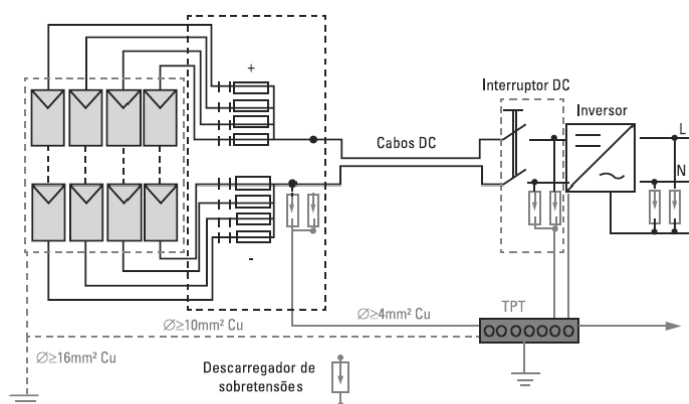 +
Interruptor DC
Inversor
Cabos DC
L
N
-
TPT
Ø≥10mm² Cu
Ø≥4mm² Cu
Ø≥16mm² Cu
Descarregador de
sobretensões